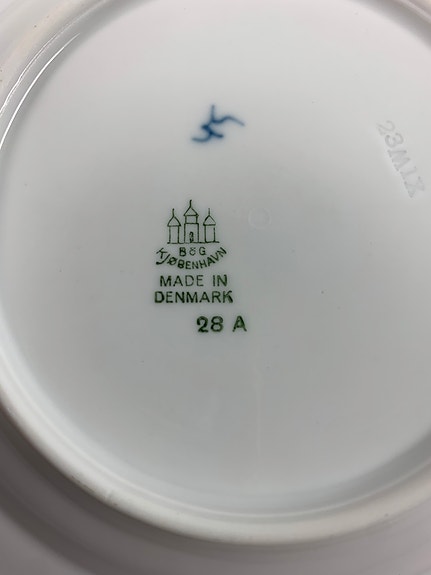 B&G
KJØBENHAVN
MADE IN
DENMARK
28 A